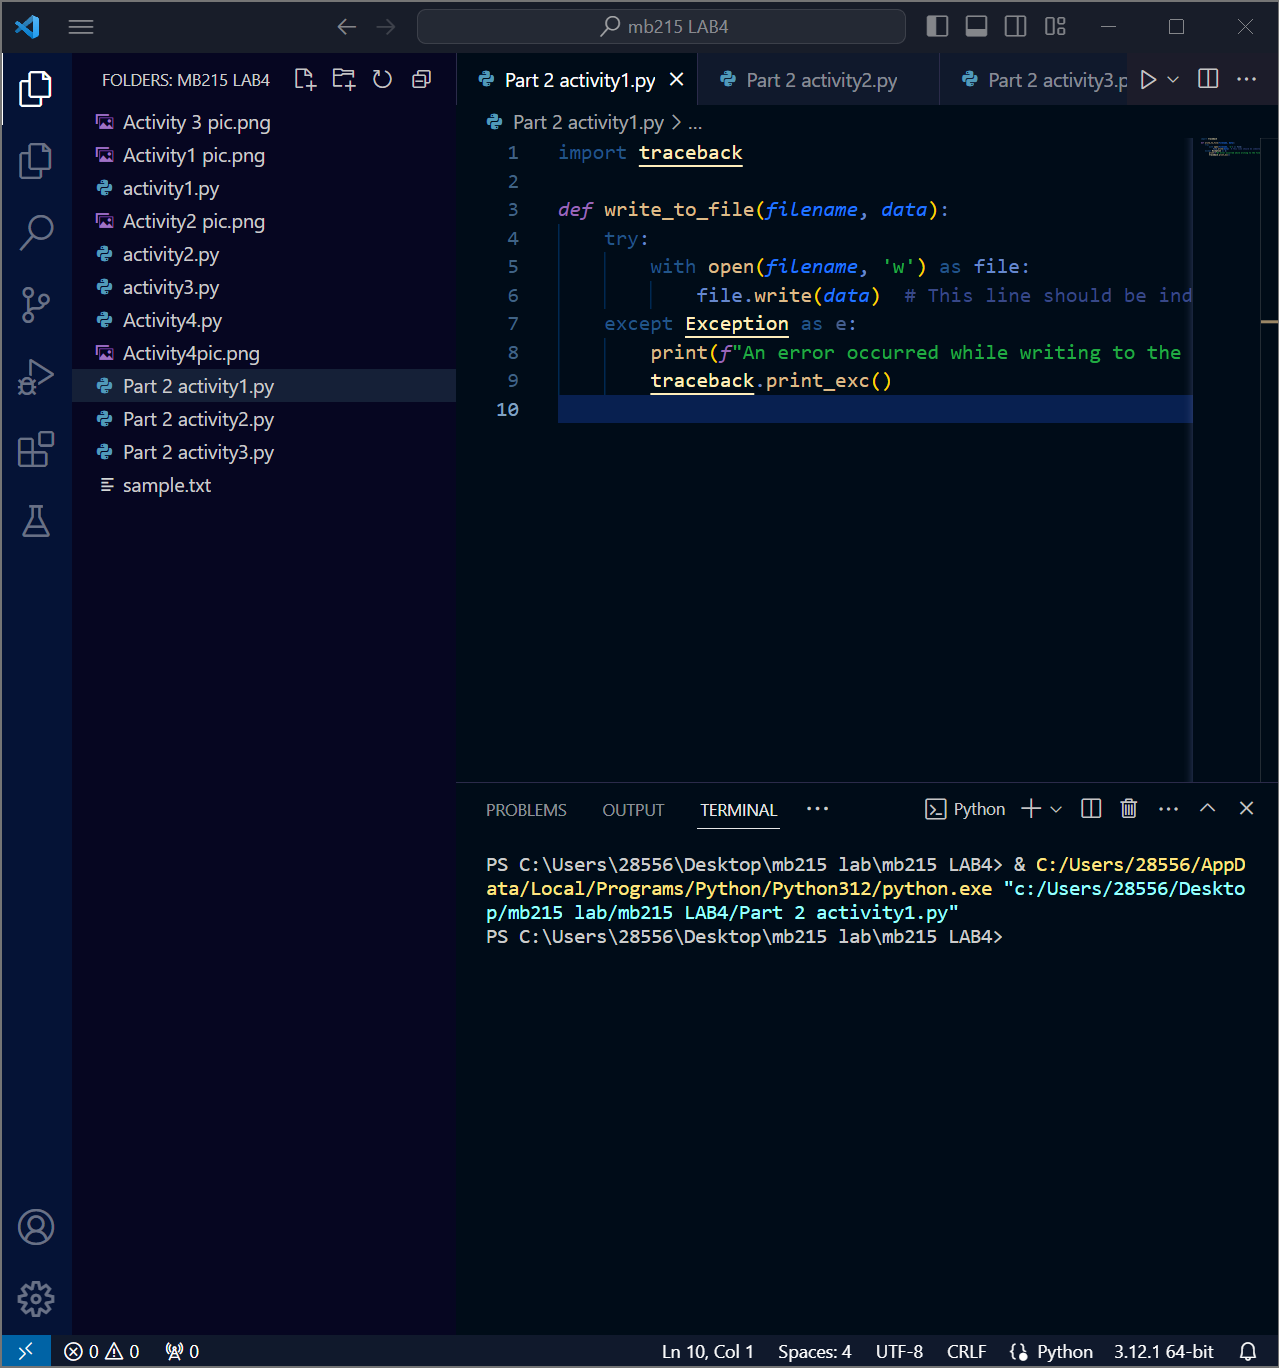 mb215 LAB4
FOLDERS: MB215 LAB4
Activity 3 pic.png
Activity1 pic.png
activity1.py
Activity2 pic.png
activity2.py
activity3.py
Activity4.py
Activity4pic.png
Part 2 activity1.py
Part 2 activity2.py
Part 2 activity3.py
sample.txt
Part 2 activity1.py
Part 2 activity2.py
Part 2 activity3.p
Part 2 activity1.py > ...
1 import traceback
2
3 def write_to_file(filename, data):
4 try:
5 with open(filename, 'w') as file:
6 file.write(data) # This line should be ind
7 except Exception as e:
8 print(f"An error occurred while writing to the
9 traceback.print_exc()
10
PROBLEMS OUTPUT TERMINAL ... Python
PS C:\Users\28556\Desktop\mb215 lab\mb215 LAB4> & C:/Users/28556/AppD
ata/Local/Programs/Python/Python312/python.exe "c:/Users/28556/Deskto
p/mb215 lab/mb215 LAB4/Part 2 activity1.py"
PS C:\Users\28556\Desktop\mb215 lab\mb215 LAB4>
0 0 0 Ln 10, Col 1 Spaces: 4 UTF-8 CRLF Python 3.12.1 64-bit